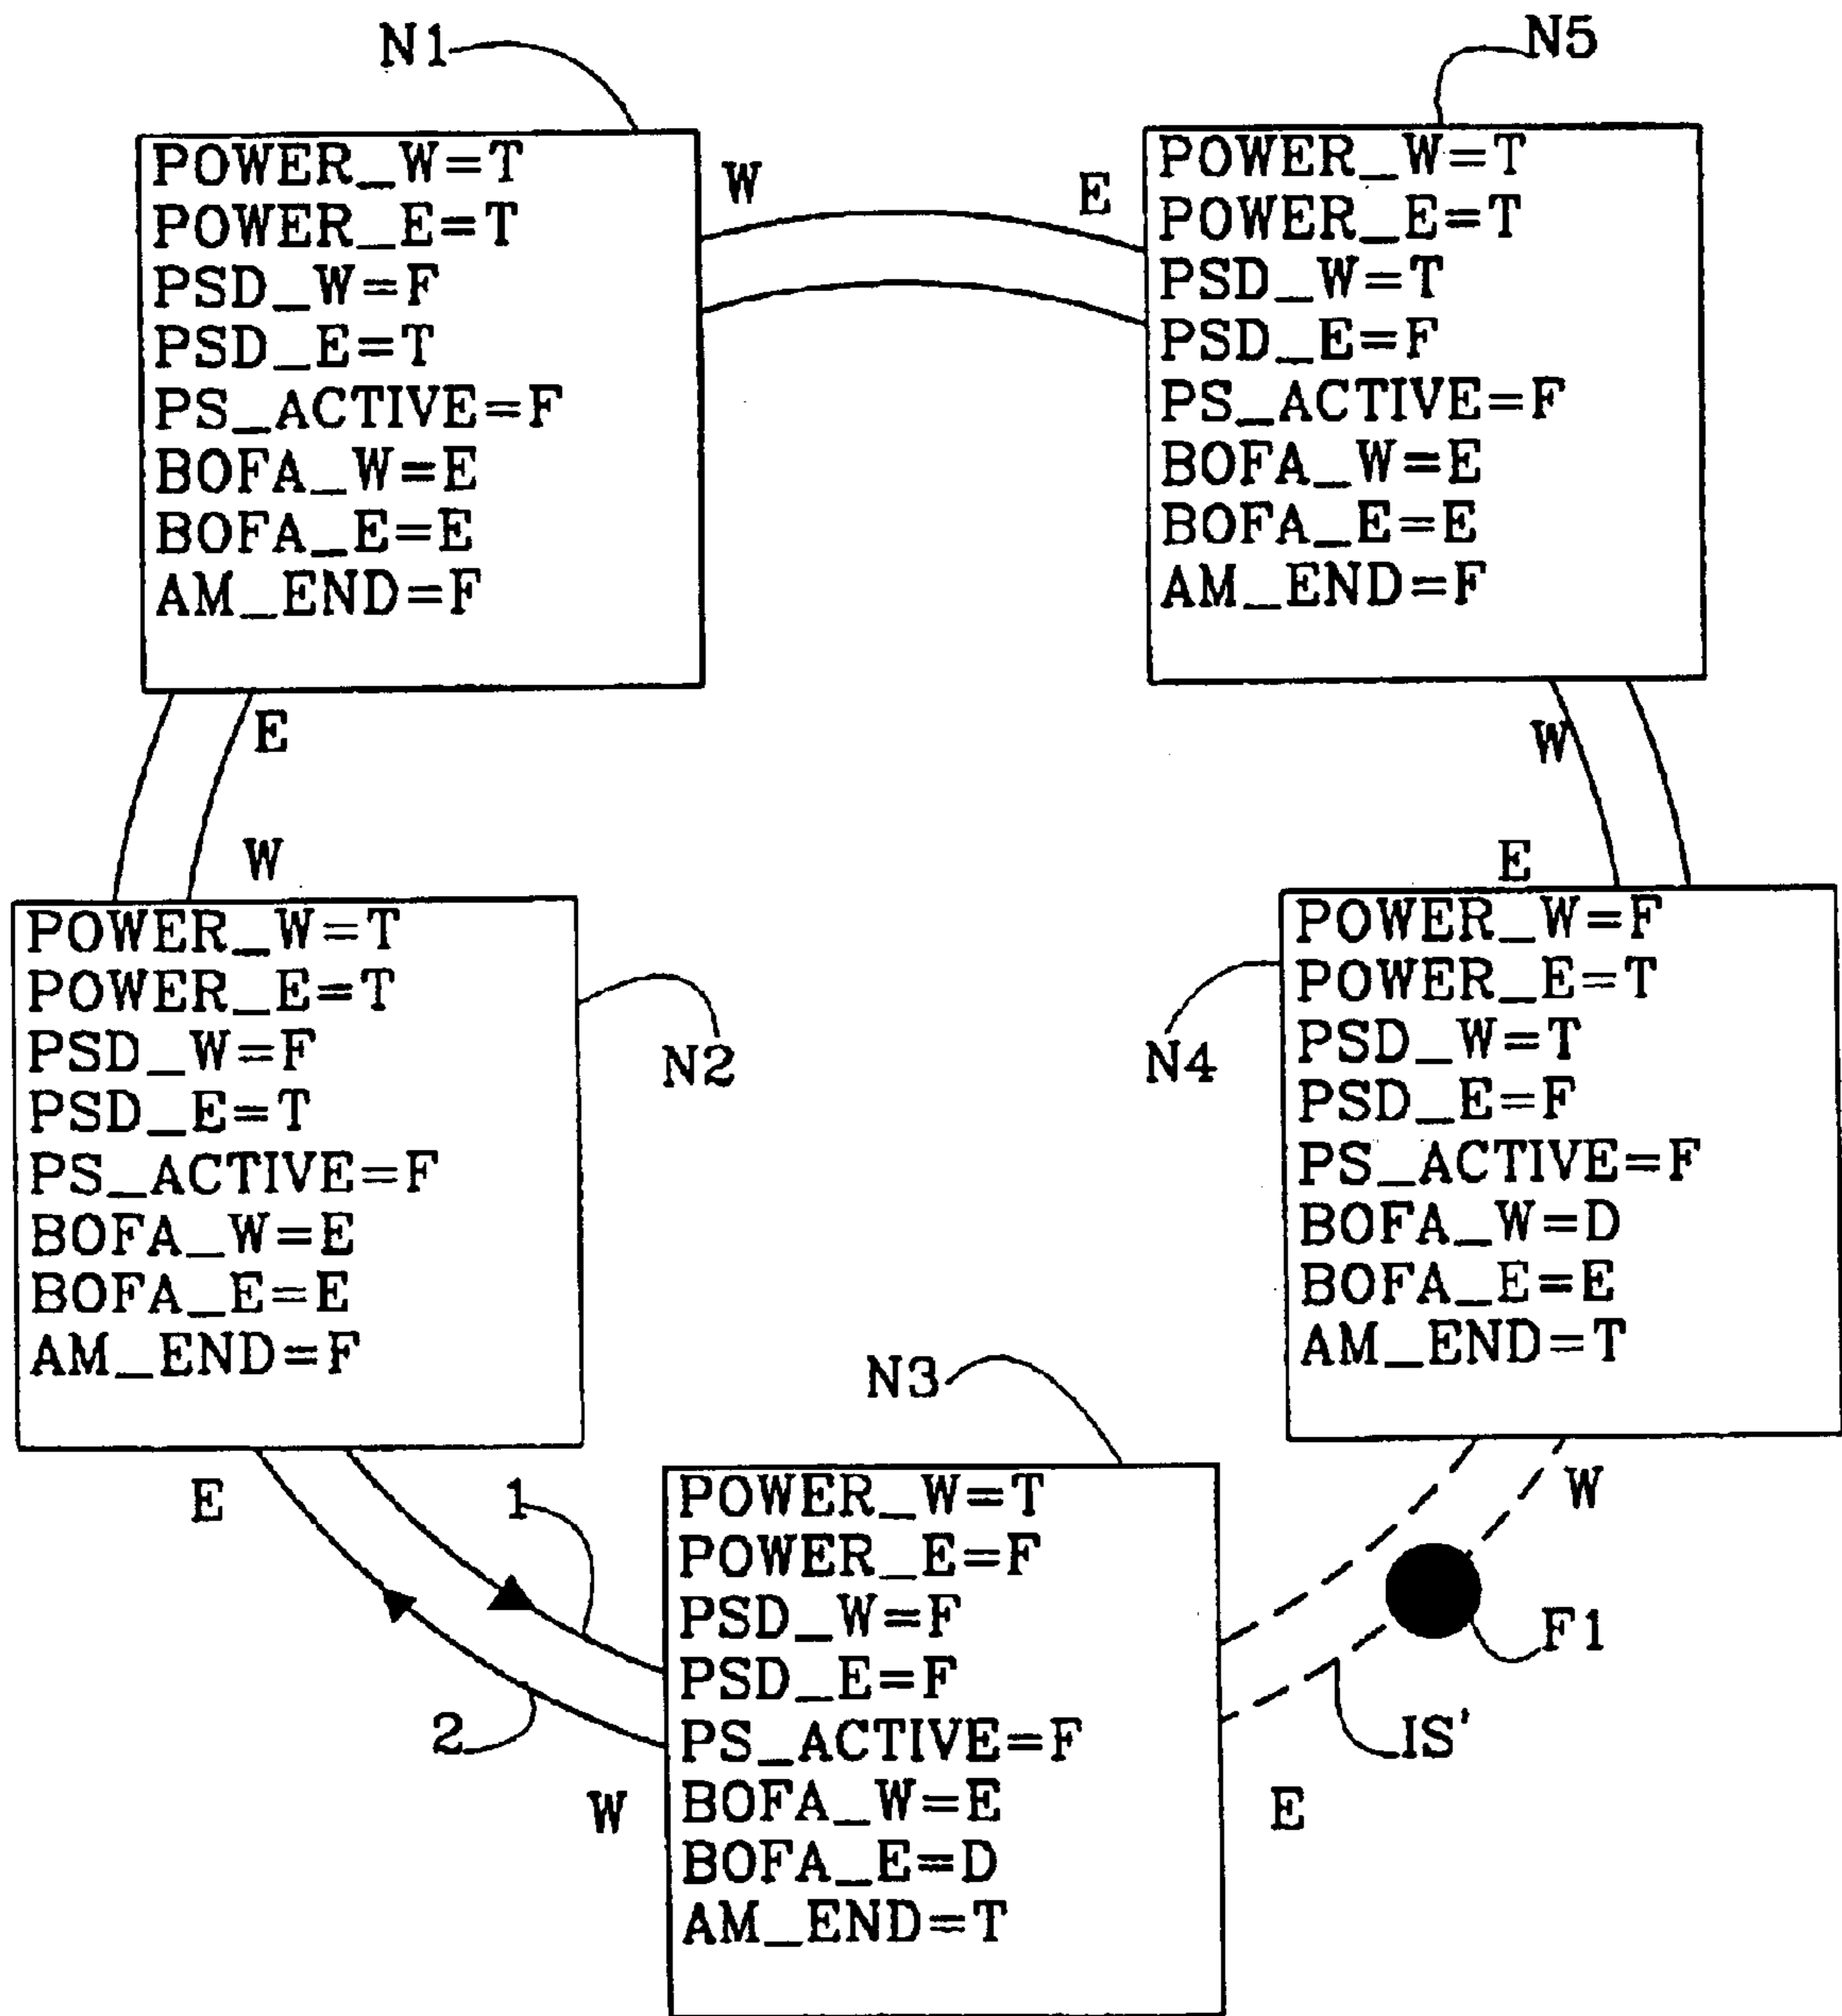 N1
N5
POWER_W=T
POWER_E=T
PSD_W=F
PSD_E=T
PS_ACTIVE=F
BOFA_W=E
BOFA_E=E
AM_END=F
W
E
POWER_W=T
POWER_E=T
PSD_W=T
PSD_E=F
PS_ACTIVE=F
BOFA_W=E
BOFA_E=E
AM_END=F
E
W
W
E
POWER_W=T
POWER_E=T
PSD_W=F
PSD_E=T
PS_ACTIVE=F
BOFA_W=E
BOFA_E=E
AM_END=F
N2
N4
POWER_W=F
POWER_E=T
PSD_W=T
PSD_E=F
PS_ACTIVE=F
BOFA_W=D
BOFA_E=E
AM_END=T
N3
E
1
2
W
POWER_W=T
POWER_E=F
PSD_W=F
PSD_E=F
PS_ACTIVE=F
BOFA_W=E
BOFA_E=D
AM_END=T
W
F1
IS'
E